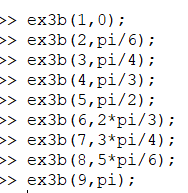 >> ex3b(1,0);
>> ex3b(2,pi/6);
>> ex3b(3,pi/4);
>> ex3b(4,pi/3);
>> ex3b(5,pi/2);
>> ex3b(6,2*pi/3);
>> ex3b(7,3*pi/4);
>> ex3b(8,5*pi/6);
>> ex3b(9,pi);